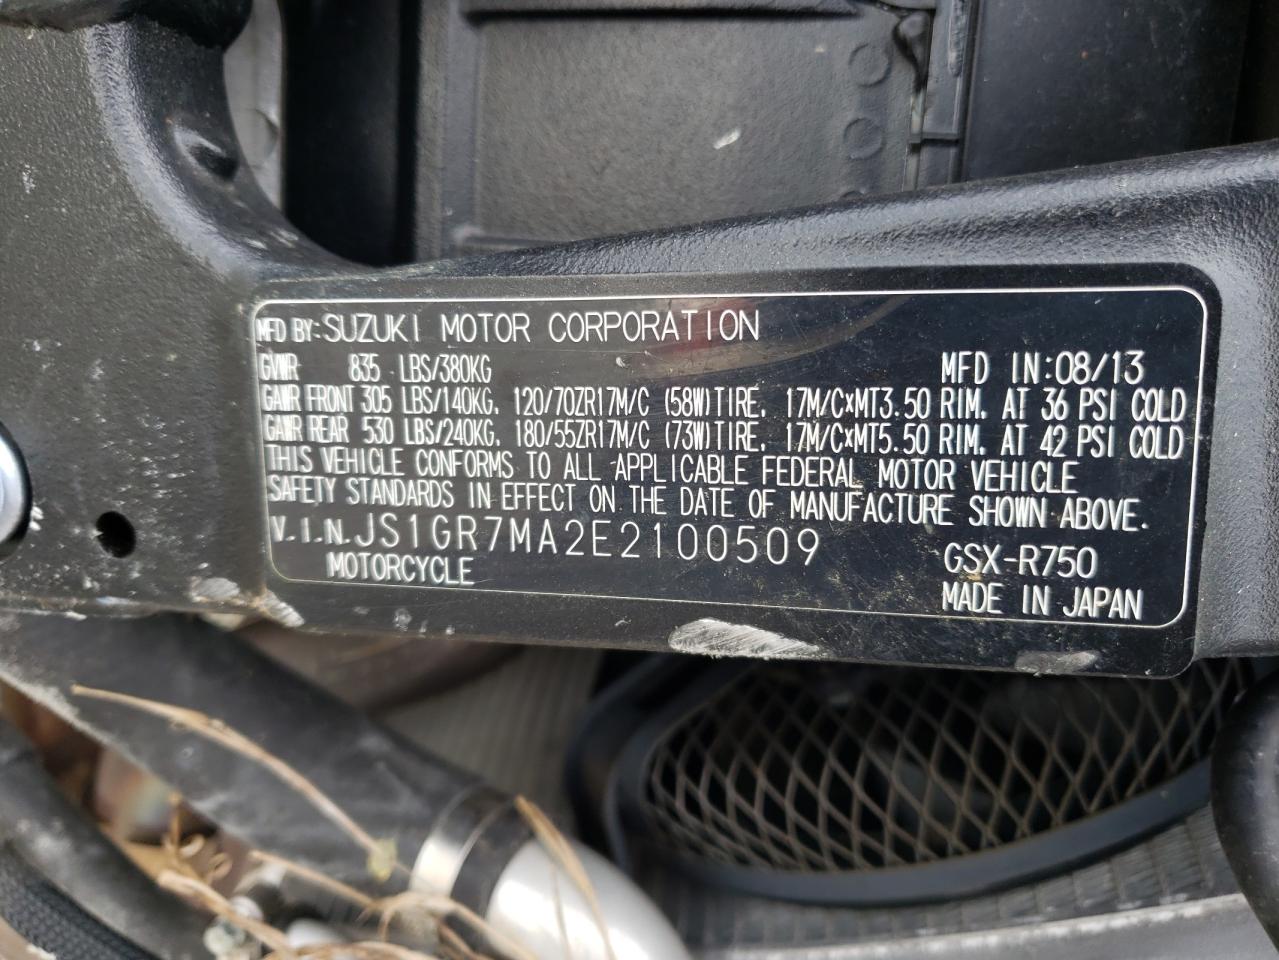 MFD BY:SUZUKI MOTOR CORPORATION
GVWR 835 LBS/380KG MFD IN:08/13
GAWR FRONT 305 LBS/140KG, 120/70ZR17M/C (58W)TIRE, 17M/C×MT3.50 RIM, AT 36 PSI COLD
GAWR REAR 530 LBS/240KG, 180/55ZR17M/C (73W)TIRE, 17M/C×MT5.50 RIM, AT 42 PSI COLD
THIS VEHICLE CONFORMS TO ALL APPLICABLE FEDERAL MOTOR VEHICLE
SAFETY STANDARDS IN EFFECT ON THE DATE OF MANUFACTURE SHOWN ABOVE.
V.I.N.JS1GR7MA2E2100509 GSX-R750
MOTORCYCLE MADE IN JAPAN